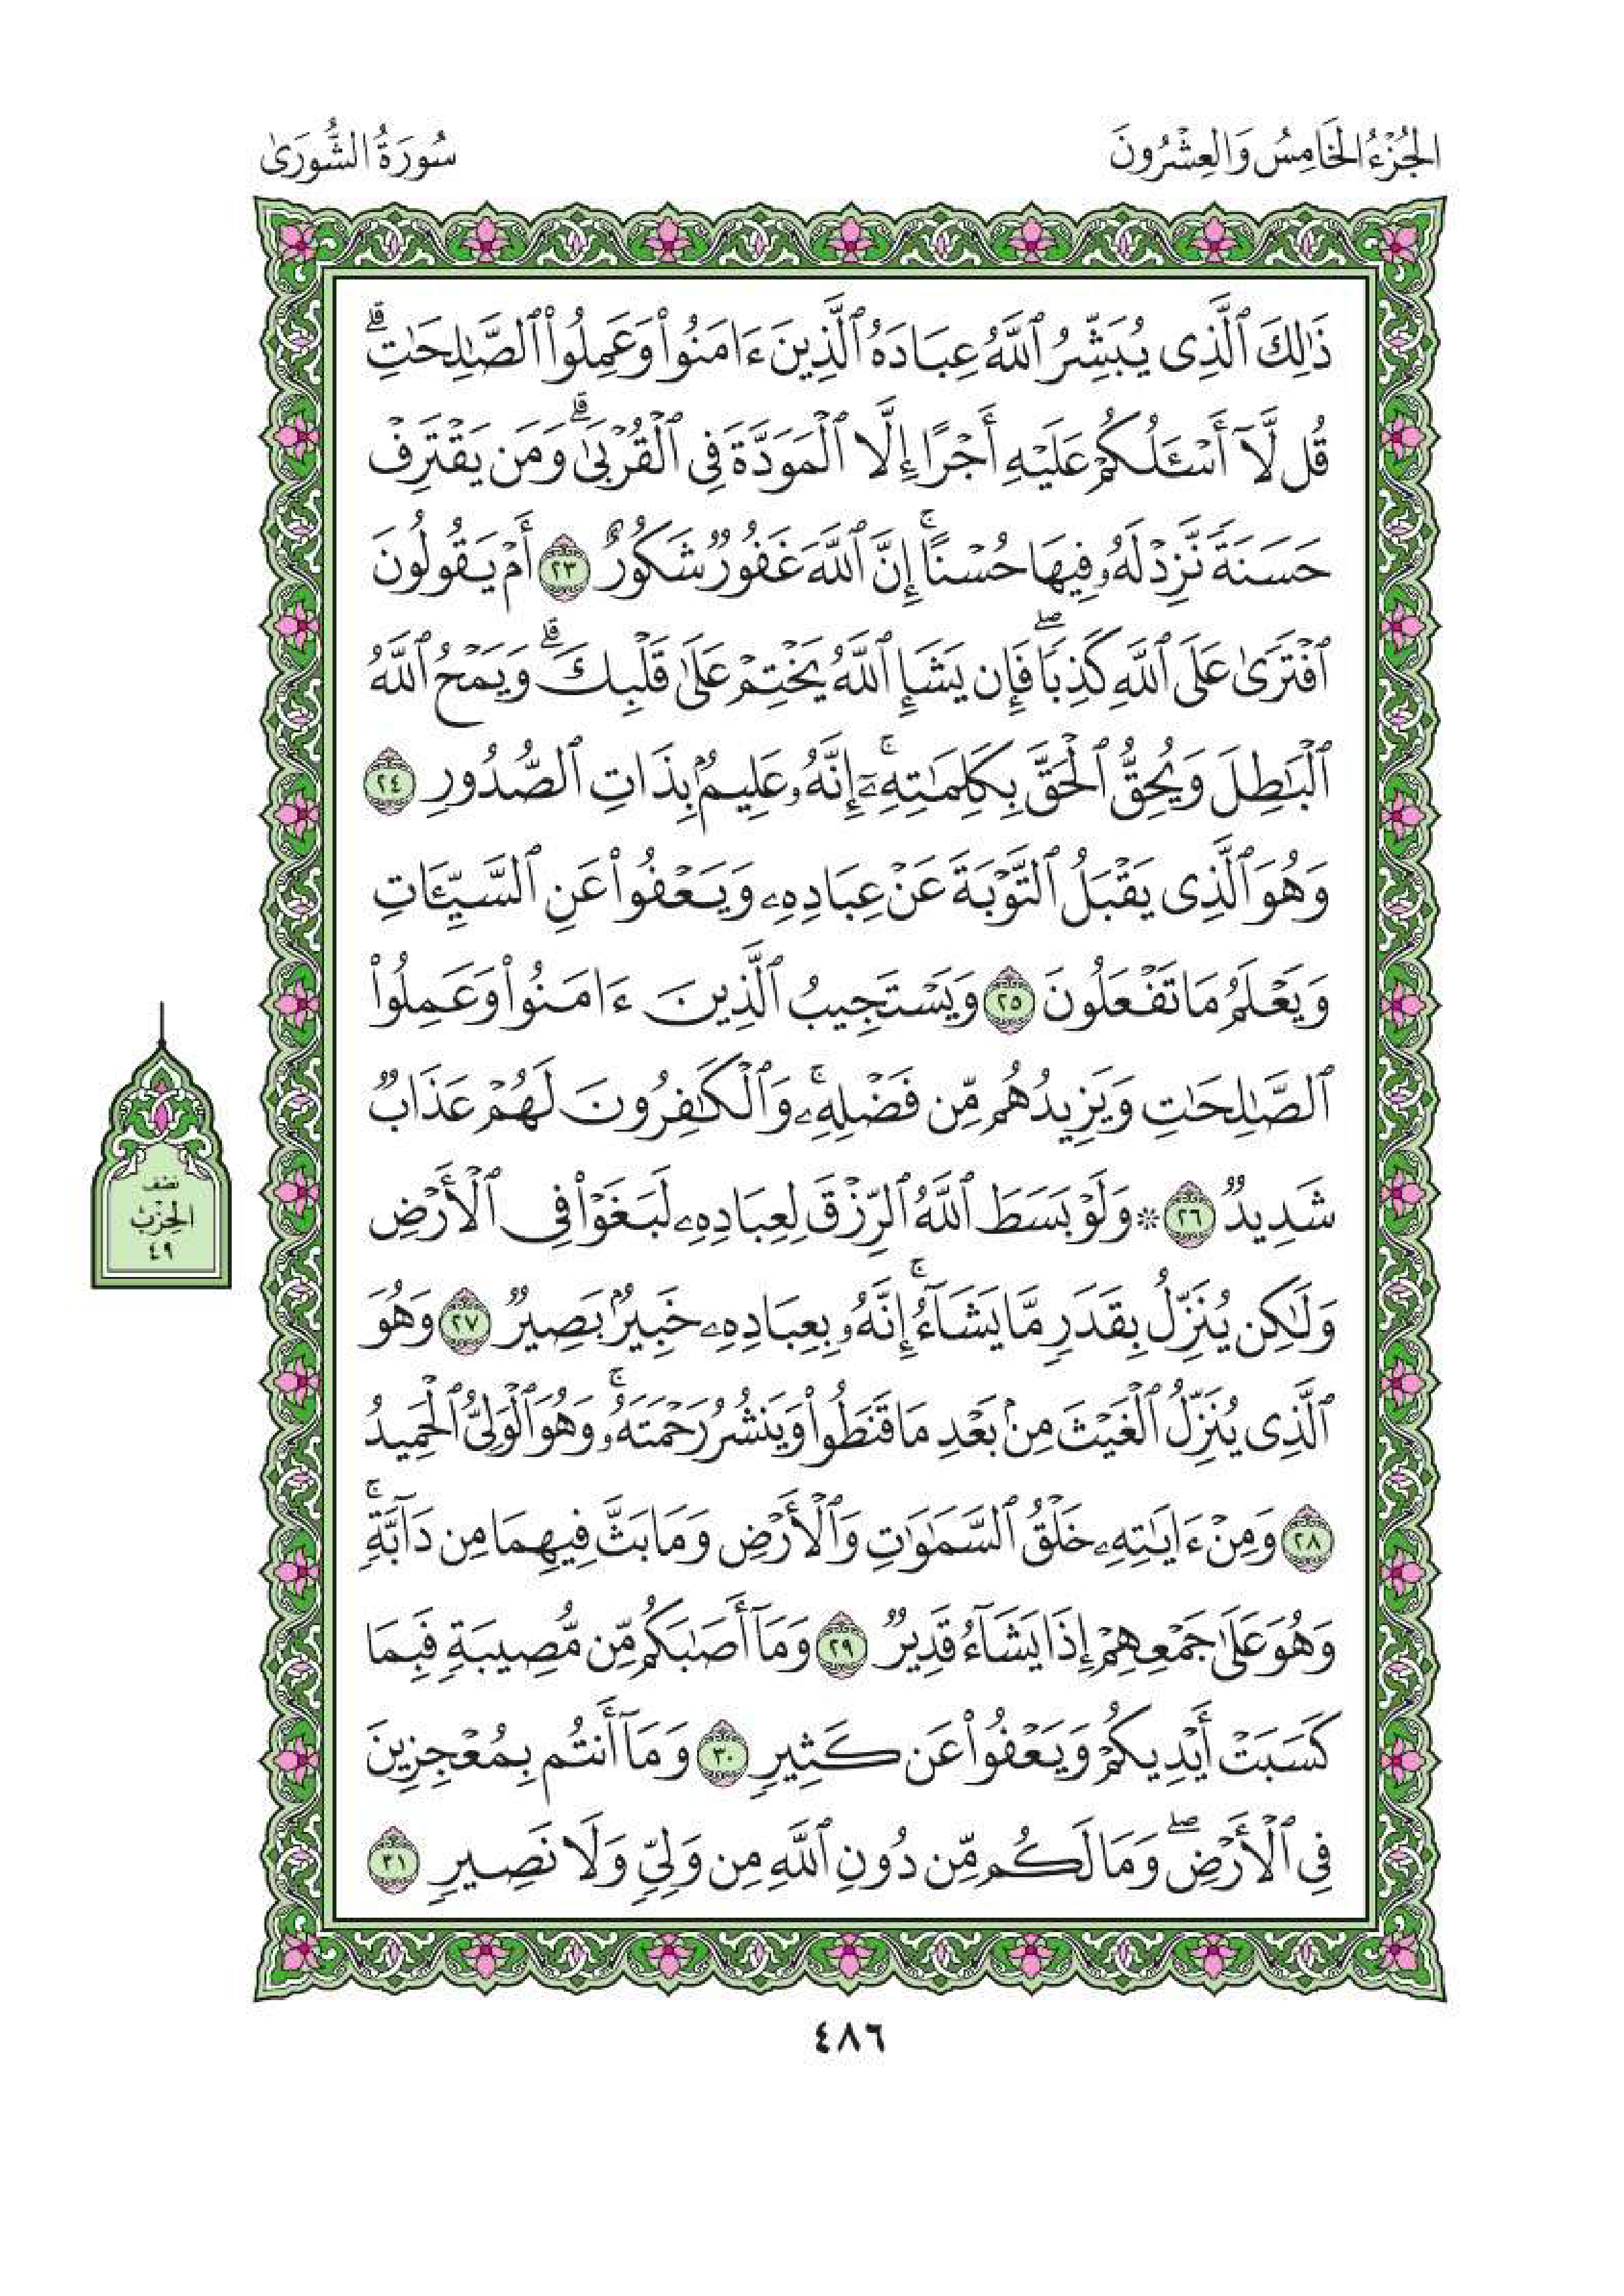 الجُزْءُ الخَامِسُ وَالعِشْرُونَ
سُورَةُ الشُّورَىٰ
ذَٰلِكَ ٱلَّذِى يُبَشِّرُ ٱللَّهُ عِبَادَهُ ٱلَّذِينَ ءَامَنُوا۟ وَعَمِلُوا۟ ٱلصَّـٰلِحَـٰتِ ۗ
قُل لَّآ أَسْـَٔلُكُمْ عَلَيْهِ أَجْرًا إِلَّا ٱلْمَوَدَّةَ فِى ٱلْقُرْبَىٰ ۗ وَمَن يَقْتَرِفْ
حَسَنَةً نَّزِدْ لَهُۥ فِيهَا حُسْنًا ۚ إِنَّ ٱللَّهَ غَفُورٌ شَكُورٌ ٢٣ أَمْ يَقُولُونَ
ٱفْتَرَىٰ عَلَى ٱللَّهِ كَذِبًا ۖ فَإِن يَشَإِ ٱللَّهُ يَخْتِمْ عَلَىٰ قَلْبِكَ ۗ وَيَمْحُ ٱللَّهُ
ٱلْبَـٰطِلَ وَيُحِقُّ ٱلْحَقَّ بِكَلِمَـٰتِهِۦٓ ۚ إِنَّهُۥ عَلِيمٌۢ بِذَاتِ ٱلصُّدُورِ ٢٤
وَهُوَ ٱلَّذِى يَقْبَلُ ٱلتَّوْبَةَ عَنْ عِبَادِهِۦ وَيَعْفُوا۟ عَنِ ٱلسَّيِّـَٔاتِ
وَيَعْلَمُ مَا تَفْعَلُونَ ٢٥ وَيَسْتَجِيبُ ٱلَّذِينَ ءَامَنُوا۟ وَعَمِلُوا۟
ٱلصَّـٰلِحَـٰتِ وَيَزِيدُهُم مِّن فَضْلِهِۦ ۚ وَٱلْكَـٰفِرُونَ لَهُمْ عَذَابٌ
شَدِيدٌ ٢٦ ۞ وَلَوْ بَسَطَ ٱللَّهُ ٱلرِّزْقَ لِعِبَادِهِۦ لَبَغَوْا۟ فِى ٱلْأَرْضِ
وَلَـٰكِن يُنَزِّلُ بِقَدَرٍ مَّا يَشَآءُ ۚ إِنَّهُۥ بِعِبَادِهِۦ خَبِيرٌۢ بَصِيرٌ ٢٧ وَهُوَ
ٱلَّذِى يُنَزِّلُ ٱلْغَيْثَ مِنۢ بَعْدِ مَا قَنَطُوا۟ وَيَنشُرُ رَحْمَتَهُۥ ۚ وَهُوَ ٱلْوَلِىُّ ٱلْحَمِيدُ
٢٨ وَمِنْ ءَايَـٰتِهِۦ خَلْقُ ٱلسَّمَـٰوَٰتِ وَٱلْأَرْضِ وَمَا بَثَّ فِيهِمَا مِن دَآبَّةٍ ۚ
وَهُوَ عَلَىٰ جَمْعِهِمْ إِذَا يَشَآءُ قَدِيرٌ ٢٩ وَمَآ أَصَـٰبَكُم مِّن مُّصِيبَةٍ فَبِمَا
كَسَبَتْ أَيْدِيكُمْ وَيَعْفُوا۟ عَن كَثِيرٍ ٣٠ وَمَآ أَنتُم بِمُعْجِزِينَ
فِى ٱلْأَرْضِ ۖ وَمَا لَكُم مِّن دُونِ ٱللَّهِ مِن وَلِىٍّ وَلَا نَصِيرٍ ٣١
نصف
الحِزْب
٤٩
٤٨٦